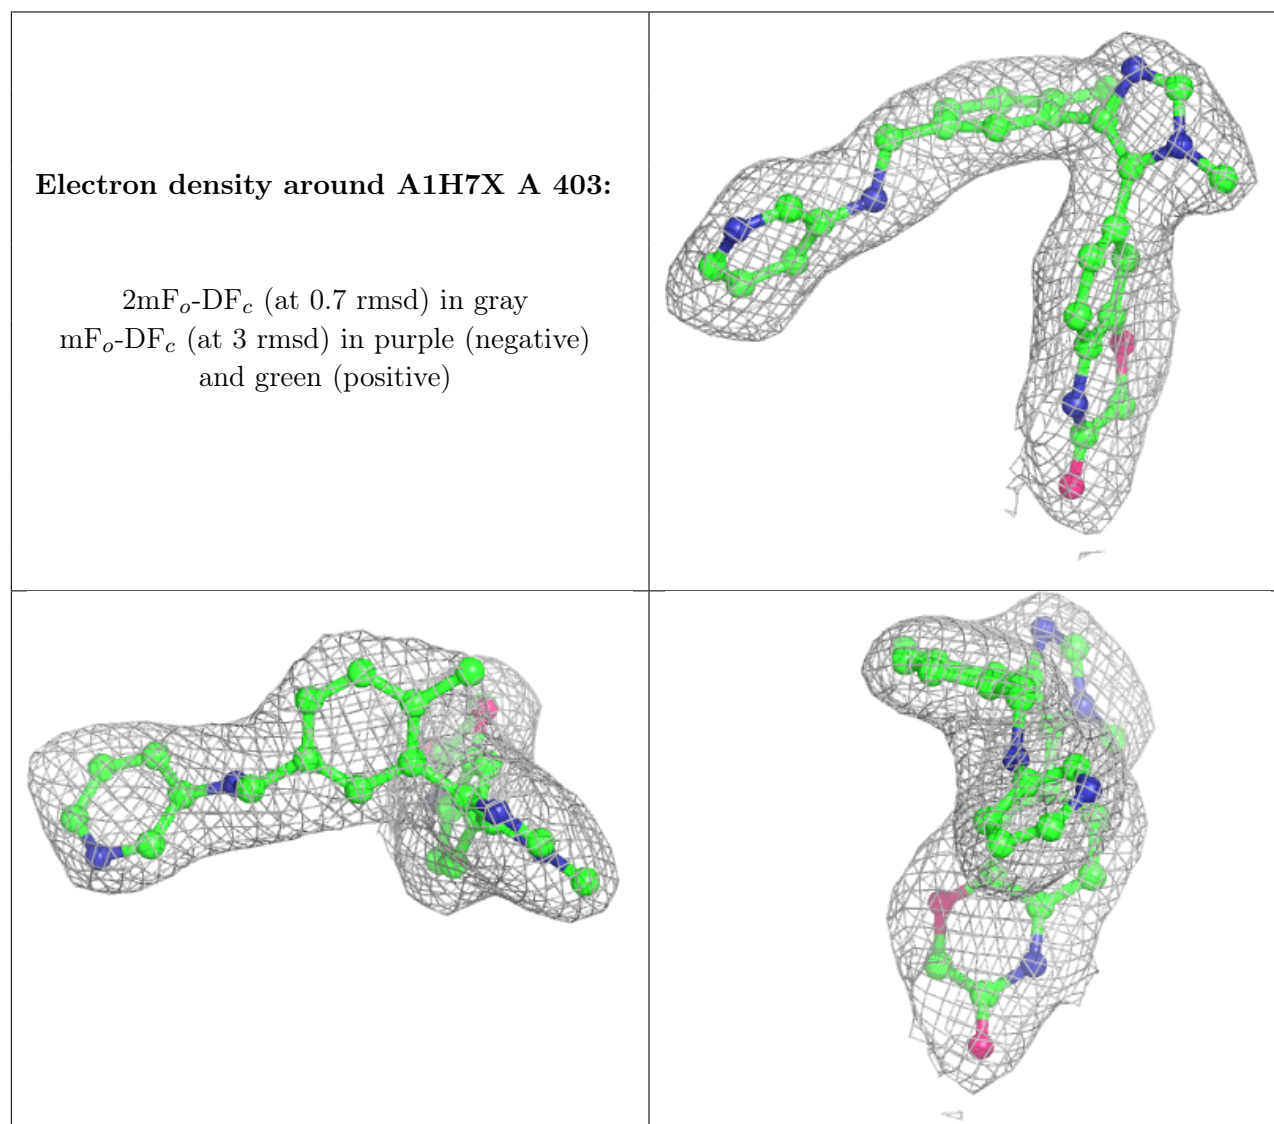 Electron density around A1H7X A 403:
2mFo-DFc (at 0.7 rmsd) in gray
mFo-DFc (at 3 rmsd) in purple (negative)
and green (positive)